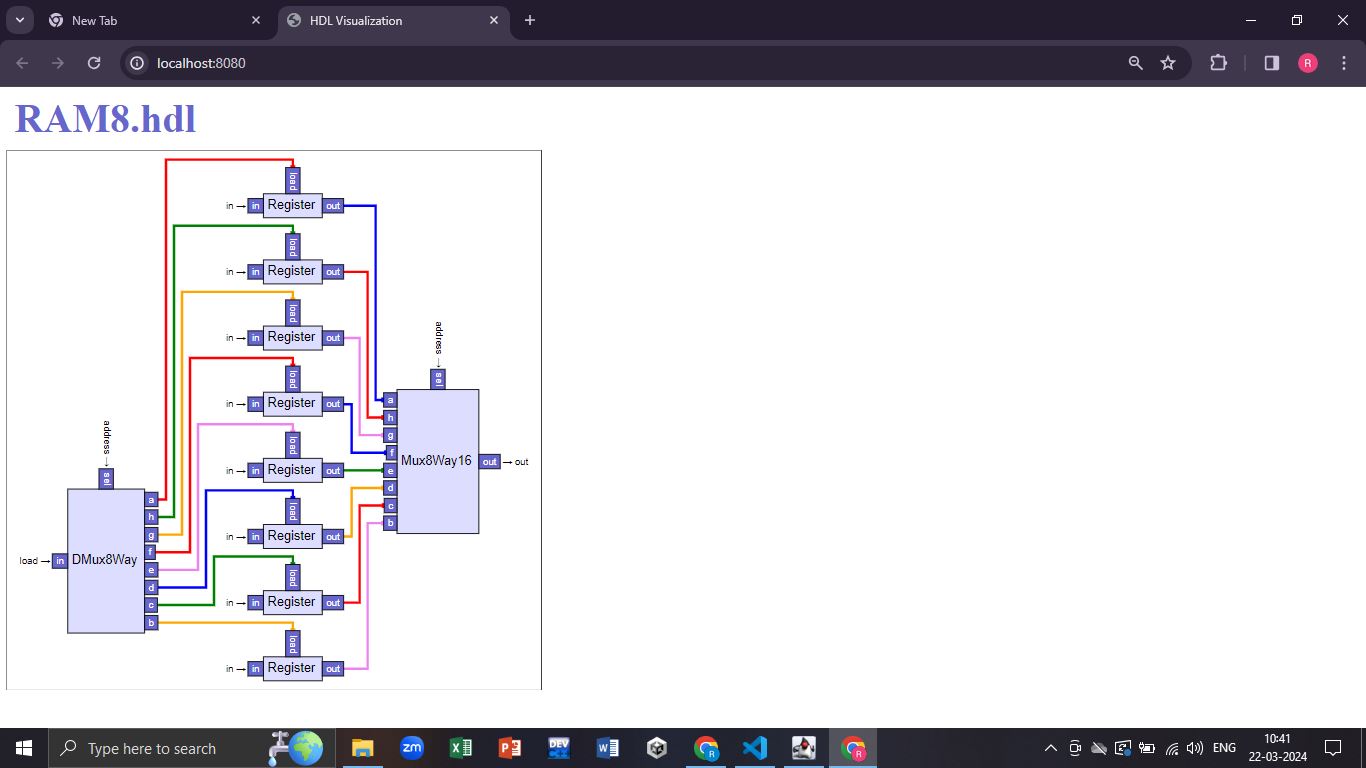 New Tab
HDL Visualization
localhost:8080
R
RAM8.hdl
load
in → in Register out
load
in → in Register out
load
in → in Register out
address →
load
sel
in → in Register out
a
h
g
f
e
d
c
b
Mux8Way16
out → out
address →
load
sel
in → in Register out
load
in → in Register out
load → in DMux8Way
a
h
g
f
e
d
c
b
load
in → in Register out
load
in → in Register out
Type here to search
zm
X
P
DEV
C++
W
R
R
ENG
10:41
22-03-2024